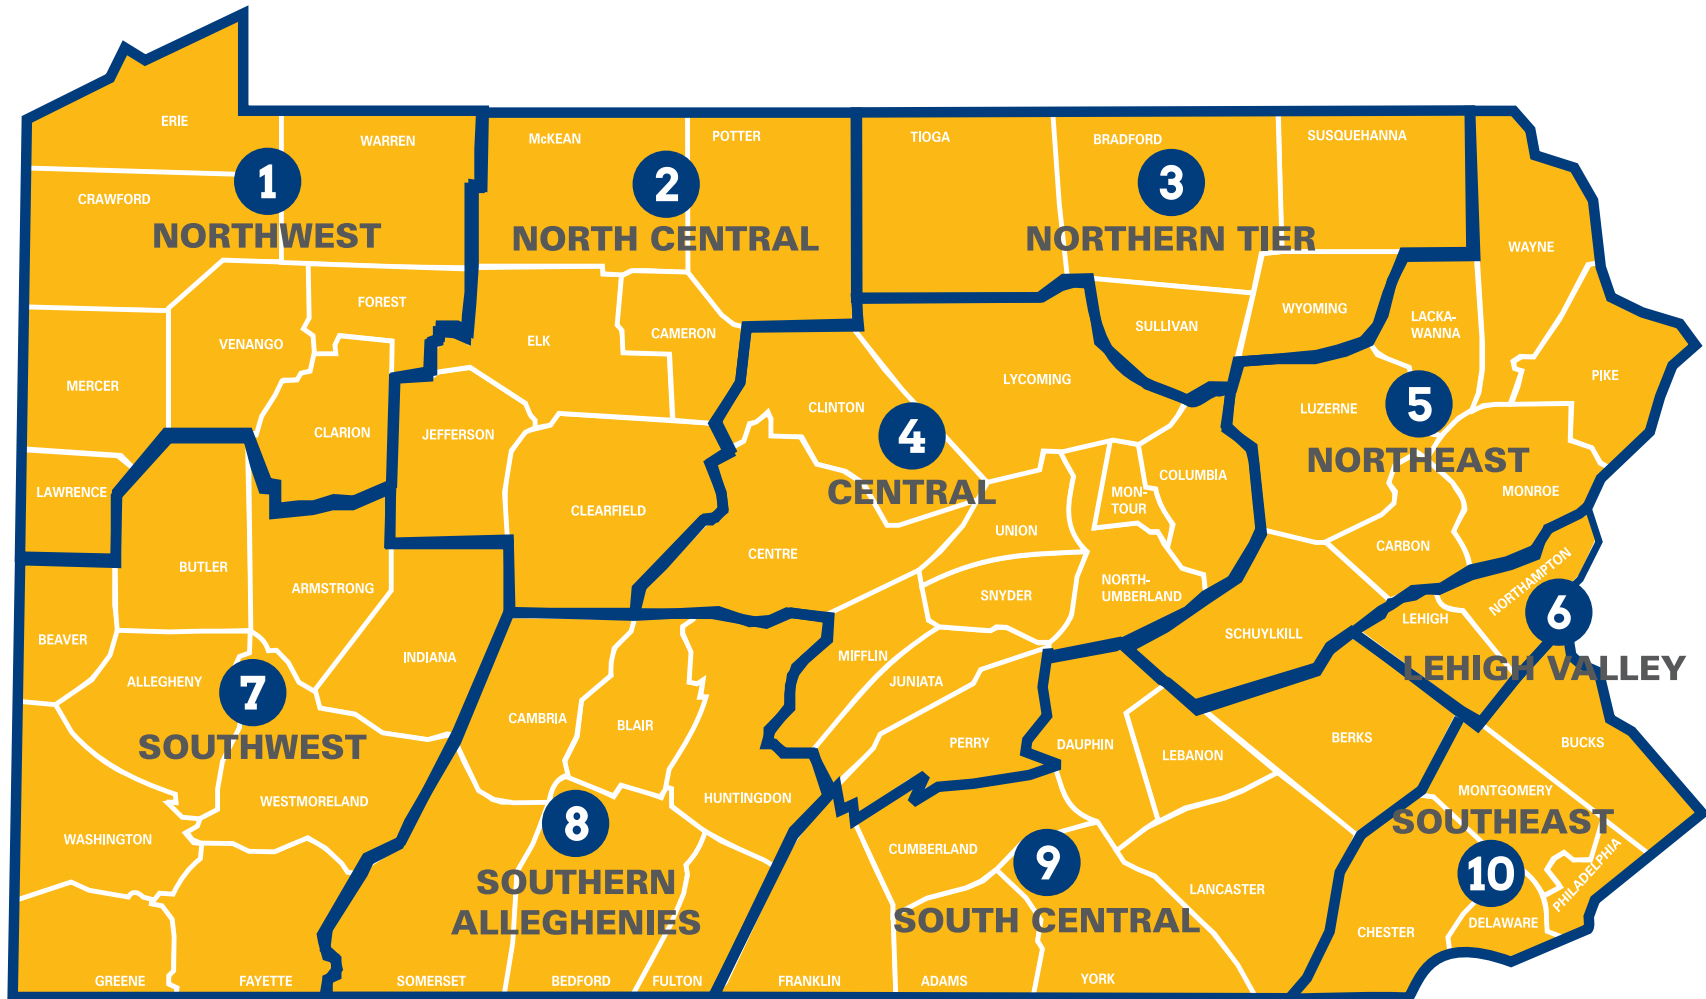 ERIE
WARREN
CRAWFORD
1
NORTHWEST
MERCER
VENANGO
FOREST
CLARION
LAWRENCE
McKEAN
POTTER
2
NORTH CENTRAL
ELK
CAMERON
JEFFERSON
CLEARFIELD
TIOGA
BRADFORD
SUSQUEHANNA
3
NORTHERN TIER
SULLIVAN
WYOMING
CLINTON
LYCOMING
4
CENTRAL
COLUMBIA
MON-
TOUR
UNION
CENTRE
SNYDER
NORTH-
UMBERLAND
MIFFLIN
JUNIATA
PERRY
WAYNE
LACKA-
WANNA
PIKE
LUZERNE
5
NORTHEAST
MONROE
CARBON
SCHUYLKILL
NORTHAMPTON
LEHIGH
6
LEHIGH VALLEY
BUTLER
ARMSTRONG
BEAVER
INDIANA
ALLEGHENY
7
SOUTHWEST
WESTMORELAND
WASHINGTON
GREENE
FAYETTE
CAMBRIA
BLAIR
HUNTINGDON
8
SOUTHERN
ALLEGHENIES
SOMERSET
BEDFORD
FULTON
DAUPHIN
LEBANON
BERKS
CUMBERLAND
9
LANCASTER
SOUTH CENTRAL
FRANKLIN
ADAMS
YORK
BUCKS
MONTGOMERY
SOUTHEAST
10
PHILADELPHIA
DELAWARE
CHESTER